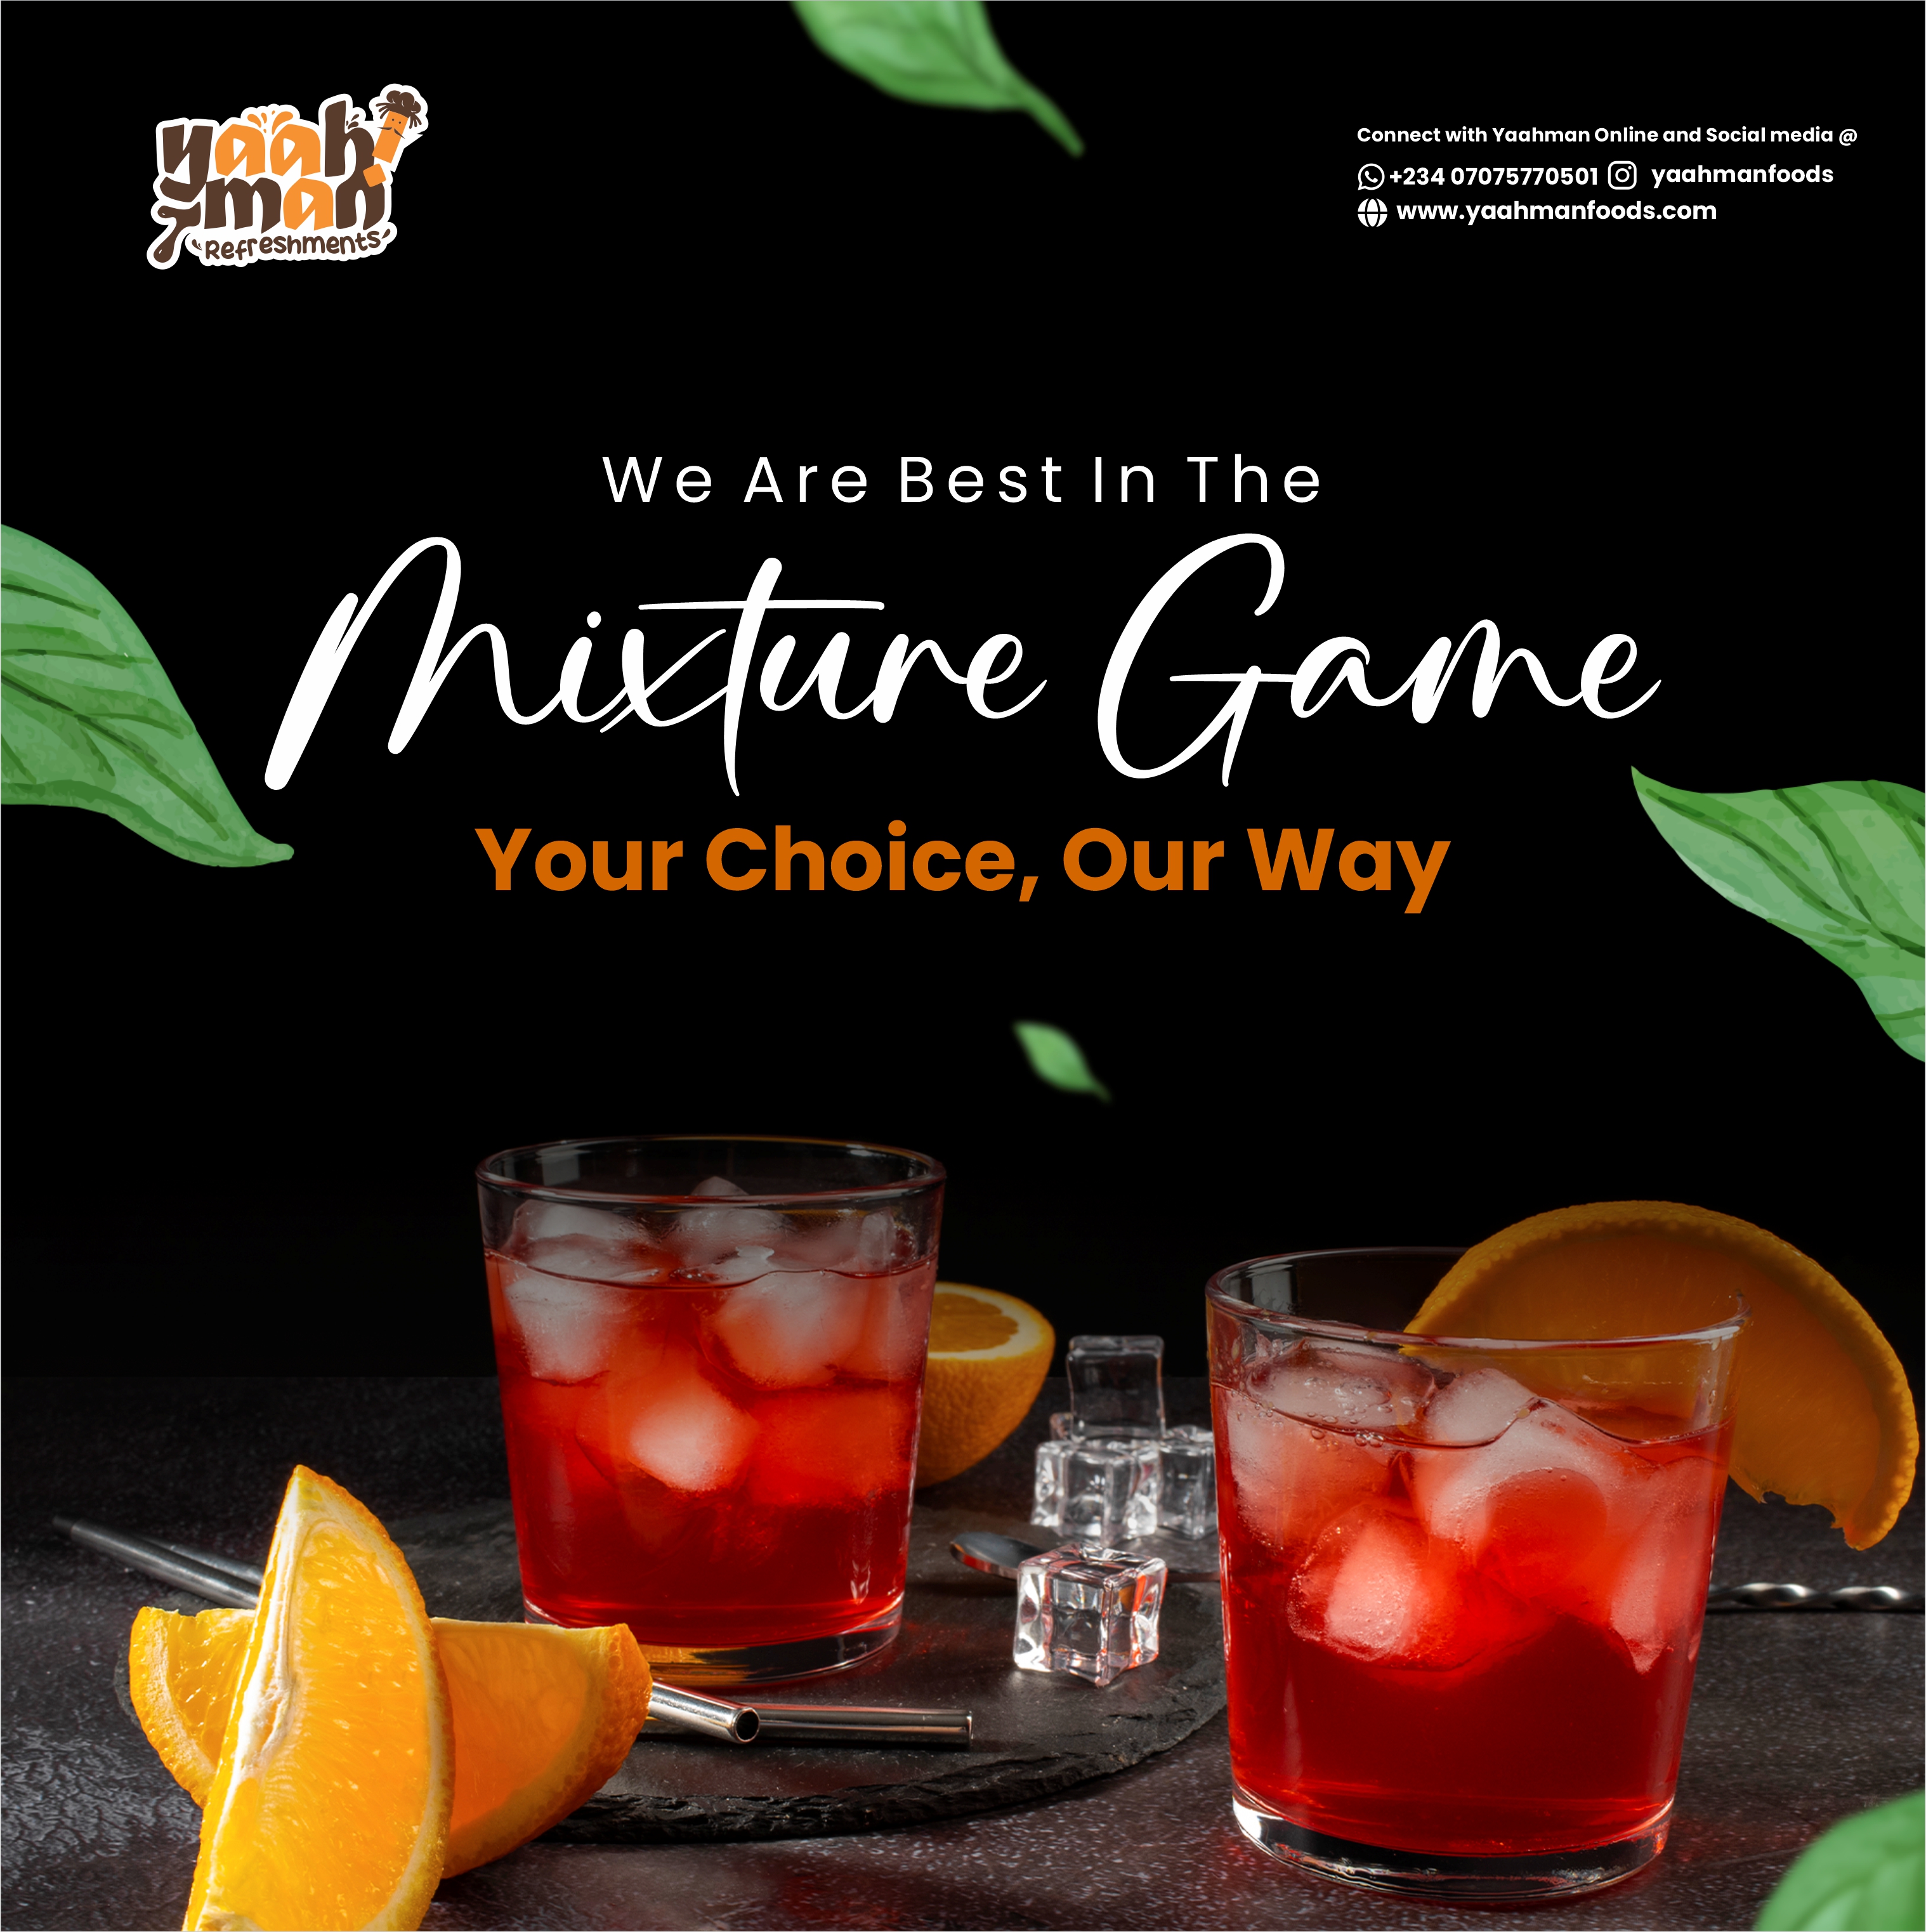 yaah!
man
Refreshments
Connect with Yaahman Online and Social media @
+234 07075770501 yaahmanfoods
www.yaahmanfoods.com
We Are Best In The
Mixture Game
Your Choice, Our Way